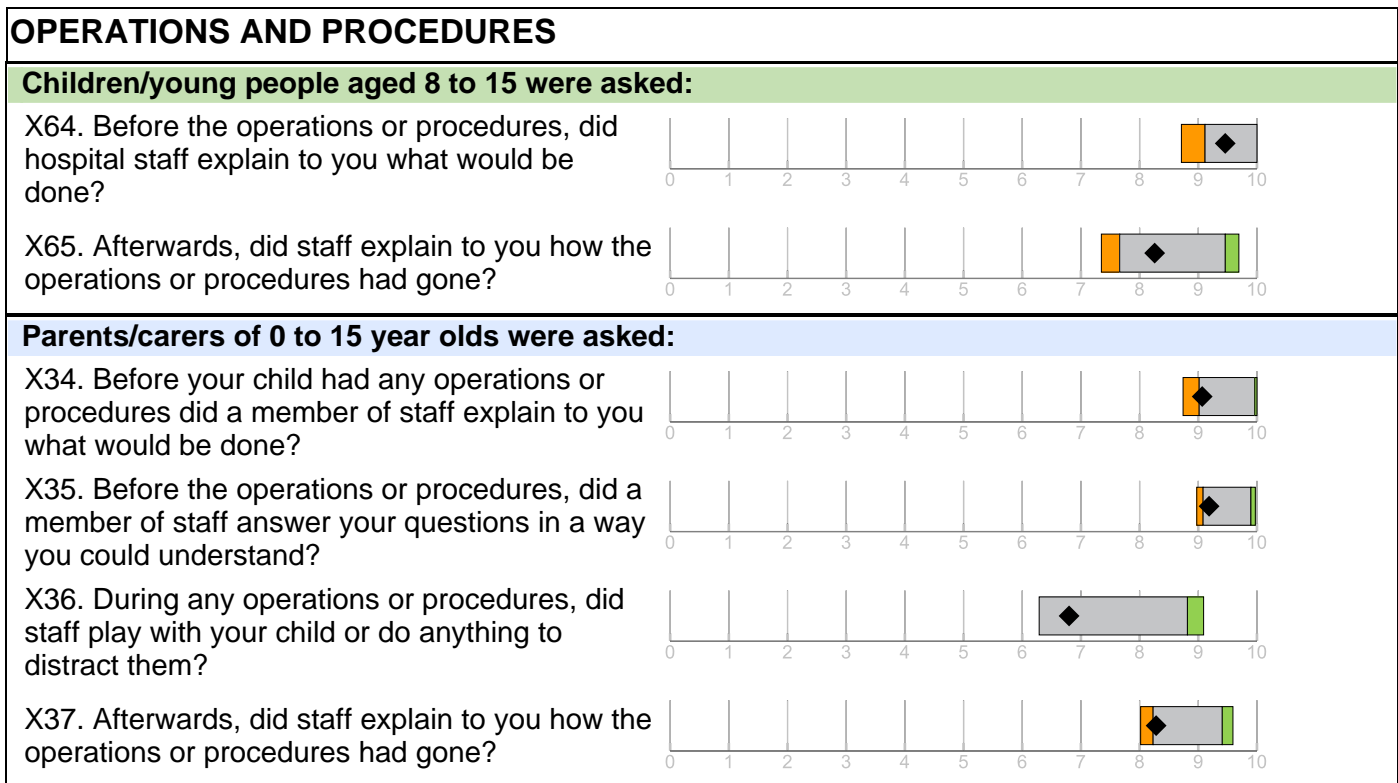 OPERATIONS AND PROCEDURES
Children/young people aged 8 to 15 were asked:
X64. Before the operations or procedures, did
hospital staff explain to you what would be
done?
0 1 2 3 4 5 6 7 8 9 10
X65. Afterwards, did staff explain to you how the
operations or procedures had gone?
0 1 2 3 4 5 6 7 8 9 10
Parents/carers of 0 to 15 year olds were asked:
X34. Before your child had any operations or
procedures did a member of staff explain to you
what would be done?
0 1 2 3 4 5 6 7 8 9 10
X35. Before the operations or procedures, did a
member of staff answer your questions in a way
you could understand?
0 1 2 3 4 5 6 7 8 9 10
X36. During any operations or procedures, did
staff play with your child or do anything to
distract them?
0 1 2 3 4 5 6 7 8 9 10
X37. Afterwards, did staff explain to you how the
operations or procedures had gone?
0 1 2 3 4 5 6 7 8 9 10